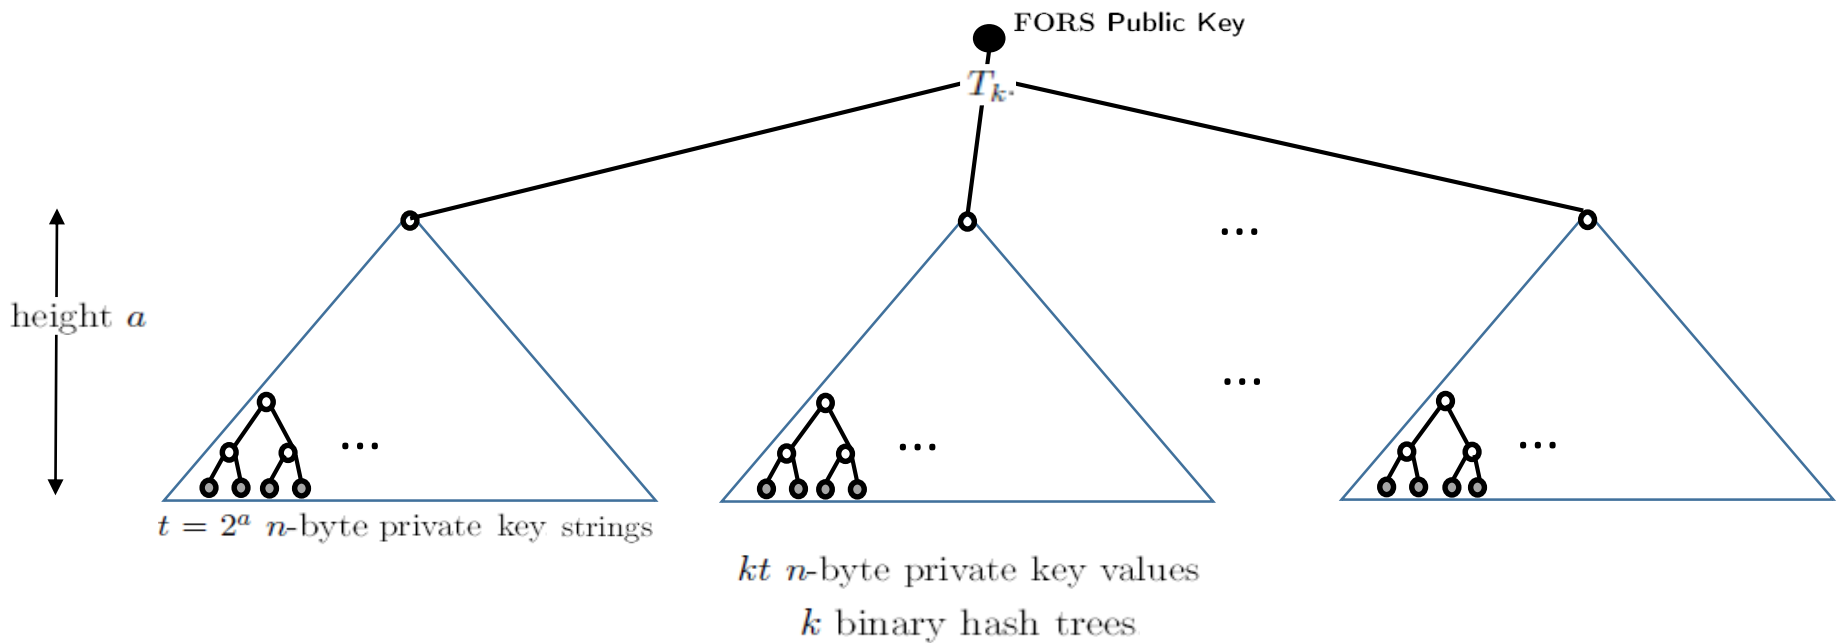 FORS Public Key
T_k.
...
height a
...
... ... ...
t = 2^a n-byte private key strings
kt n-byte private key values
k binary hash trees